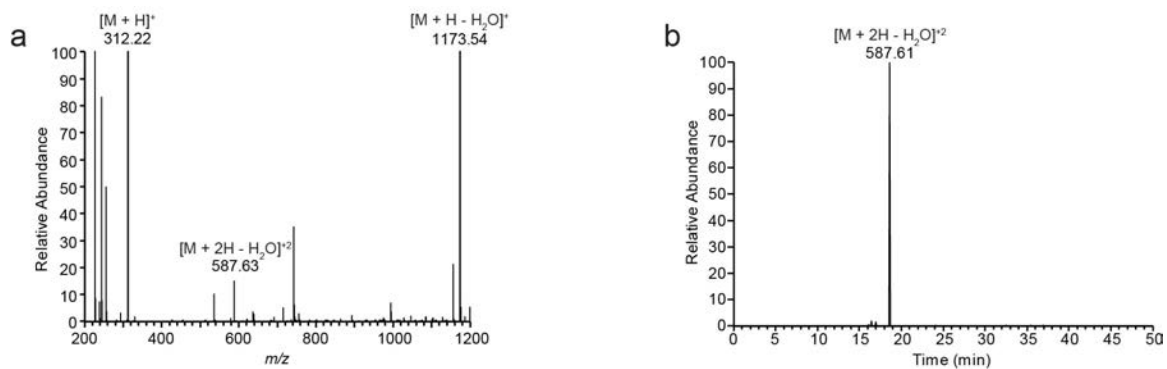 a
[M + H]⁺
312.22
[M + H - H₂O]⁺
1173.54
[M + 2H - H₂O]⁺²
587.63
100
90
80
70
60
50
40
30
20
10
0
Relative Abundance
200 400 600 800 1000 1200
m/z
b
[M + 2H - H₂O]⁺²
587.61
100
90
80
70
60
50
40
30
20
10
0
Relative Abundance
0 5 10 15 20 25 30 35 40 45 50
Time (min)